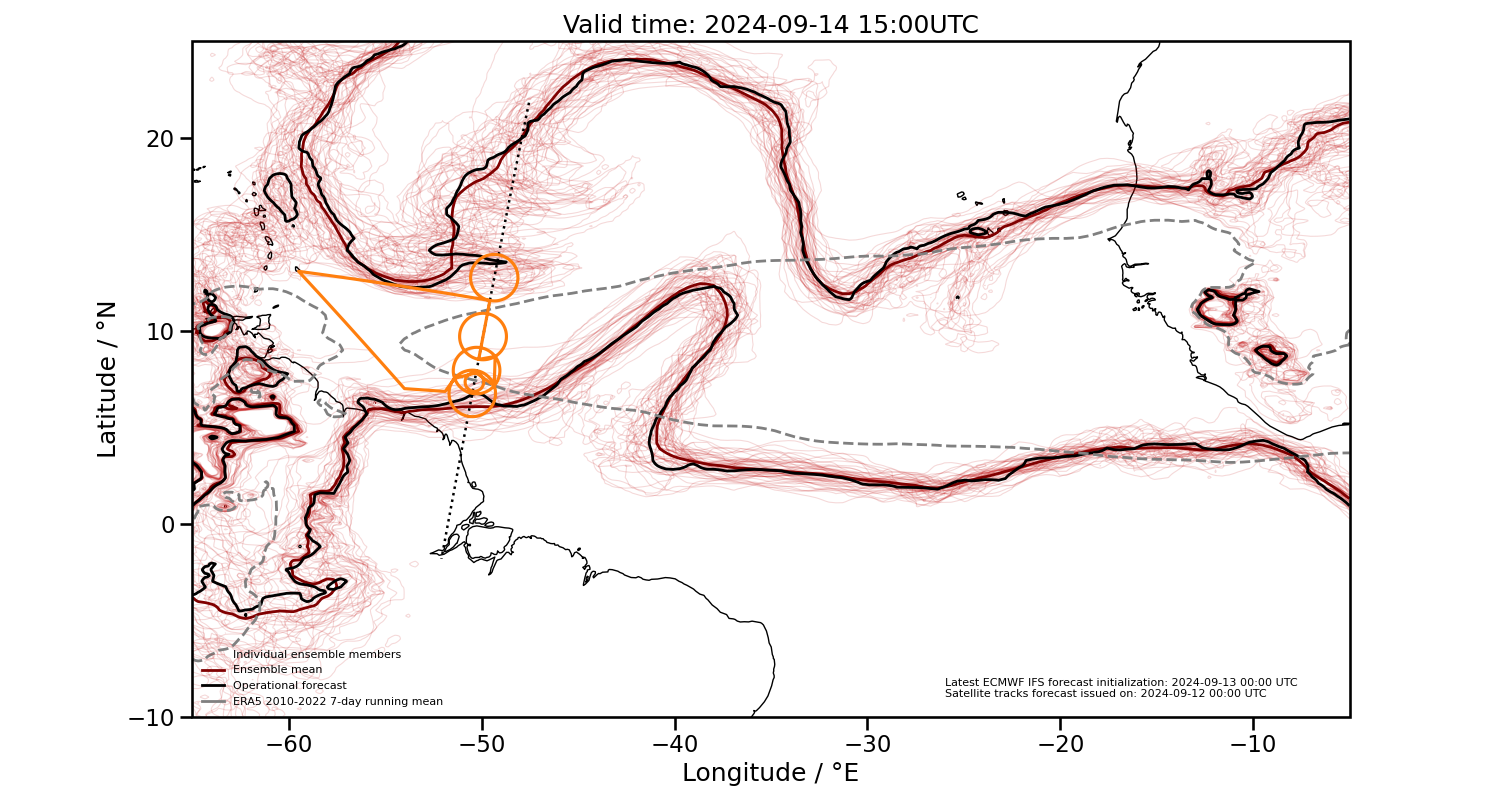 Valid time: 2024-09-14 15:00UTC
20
10
0
−10
Latitude / °N
Individual ensemble members
Ensemble mean
Operational forecast
ERA5 2010-2022 7-day running mean
Latest ECMWF IFS forecast initialization: 2024-09-13 00:00 UTC
Satellite tracks forecast issued on: 2024-09-12 00:00 UTC
−60
−50
−40
−30
−20
−10
Longitude / °E